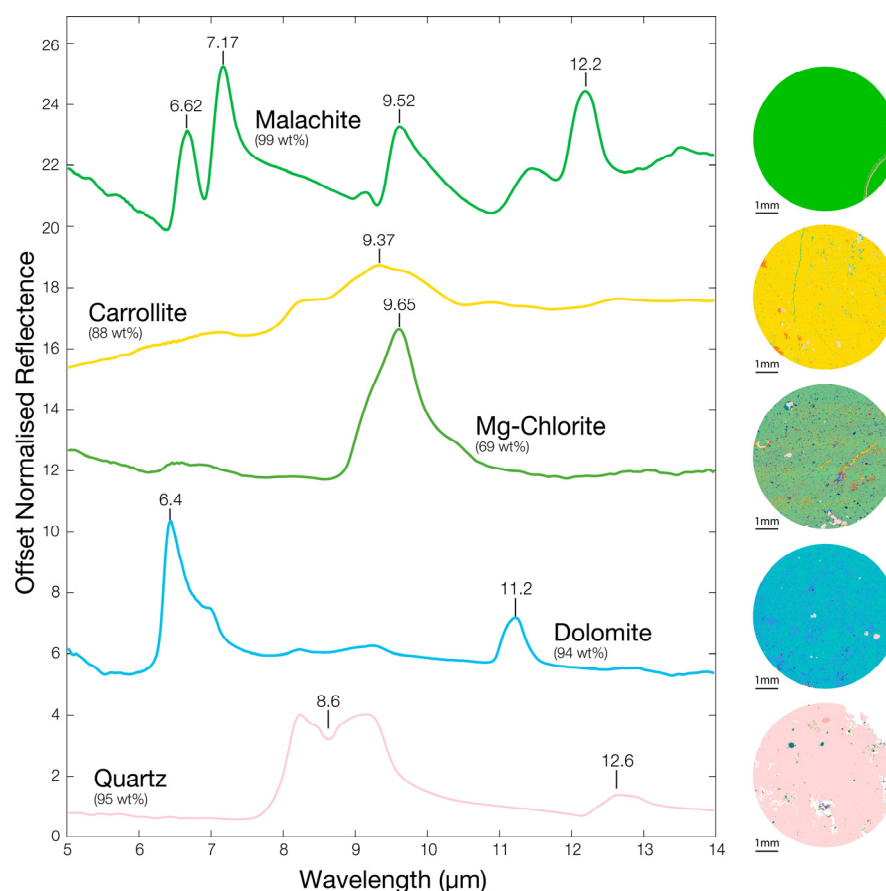 26
24
22
20
18
16
14
12
10
8
6
4
2
0
Offset Normalised Reflectence
6.62
7.17
9.52
12.2
Malachite
(99 wt%)
9.37
Carrollite
(88 wt%)
9.65
Mg-Chlorite
(69 wt%)
6.4
11.2
Dolomite
(94 wt%)
8.6
12.6
Quartz
(95 wt%)
5 6 7 8 9 10 11 12 13 14
Wavelength (μm)
1mm
1mm
1mm
1mm
1mm